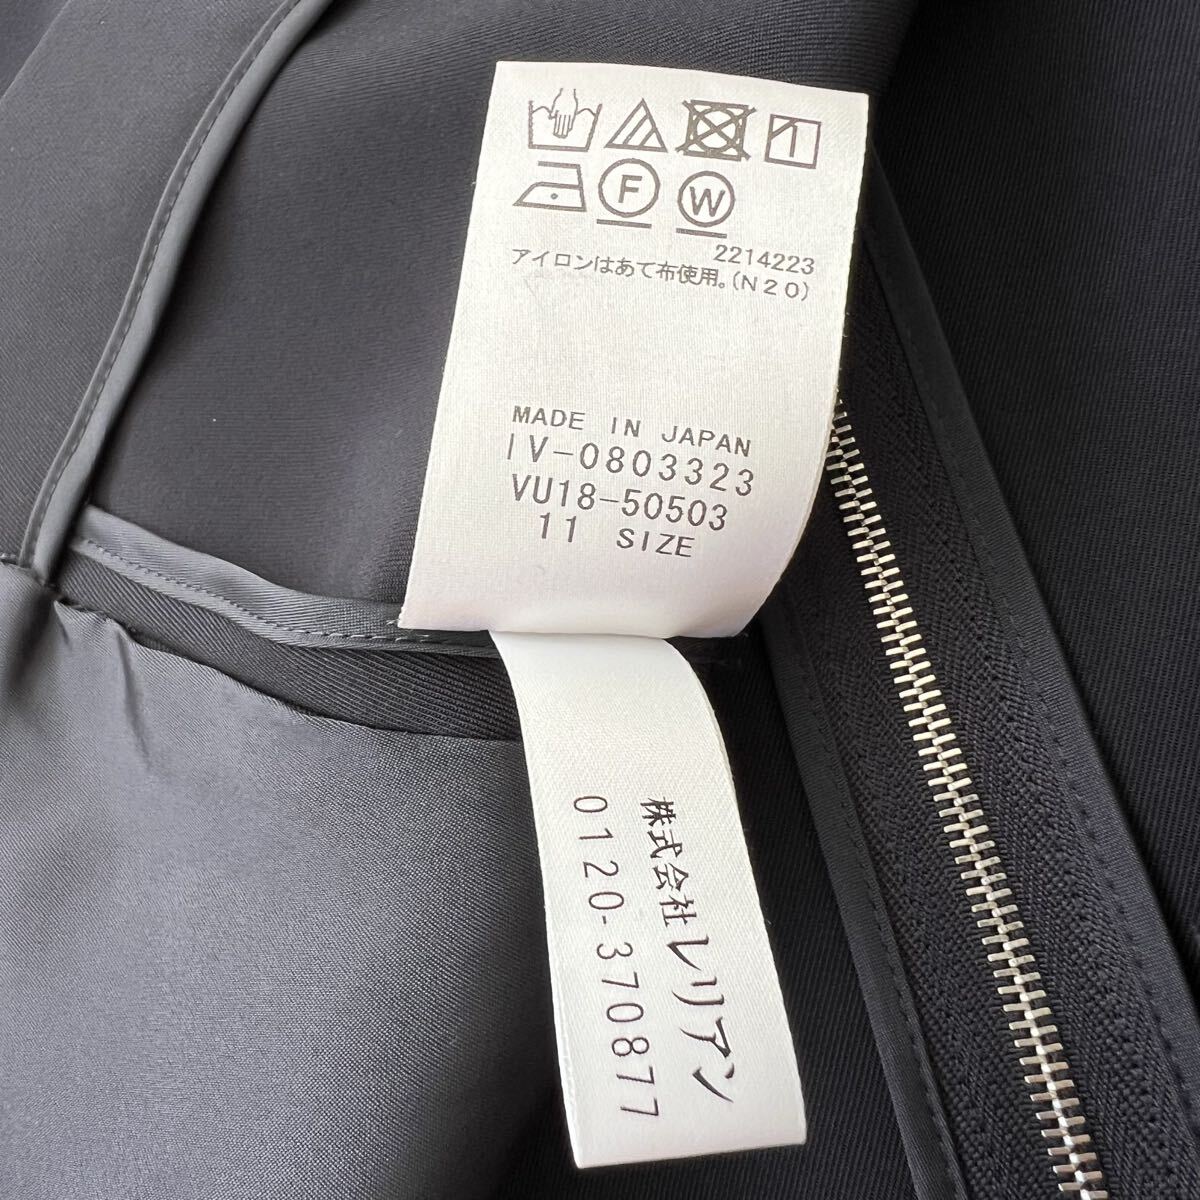 F W
2214223
アイロンはあて布使用。(N20)
MADE IN JAPAN
IV-0803323
VU18-50503
11 SIZE
株式会社レリアン
0120-370877